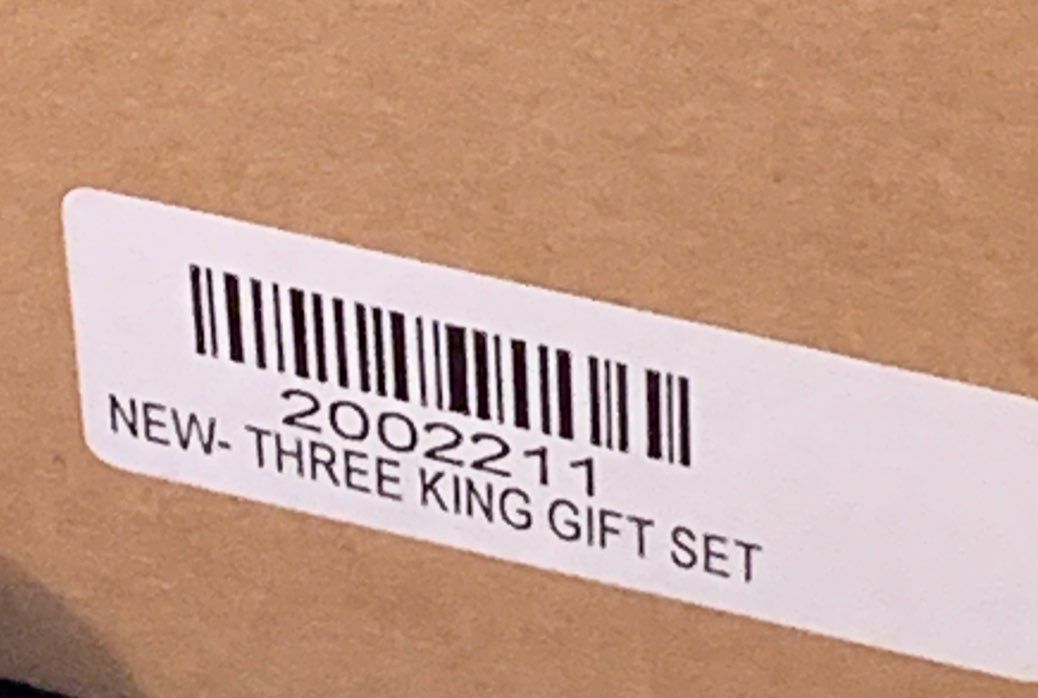 2002211
NEW- THREE KING GIFT SET